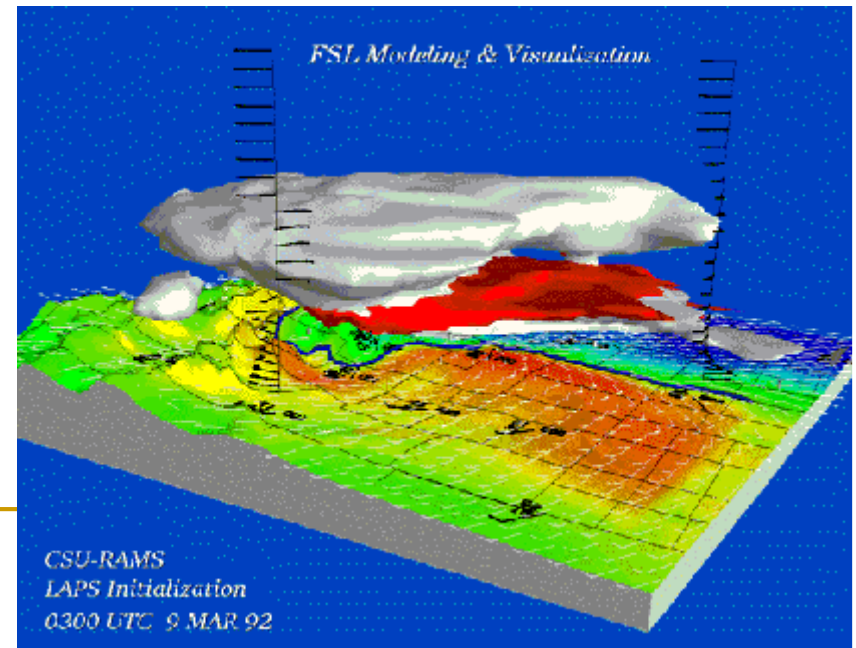 FSL Modeling & Visualization
CSU-RAMS
LAPS Initialization
0300 UTC 9 MAR 92